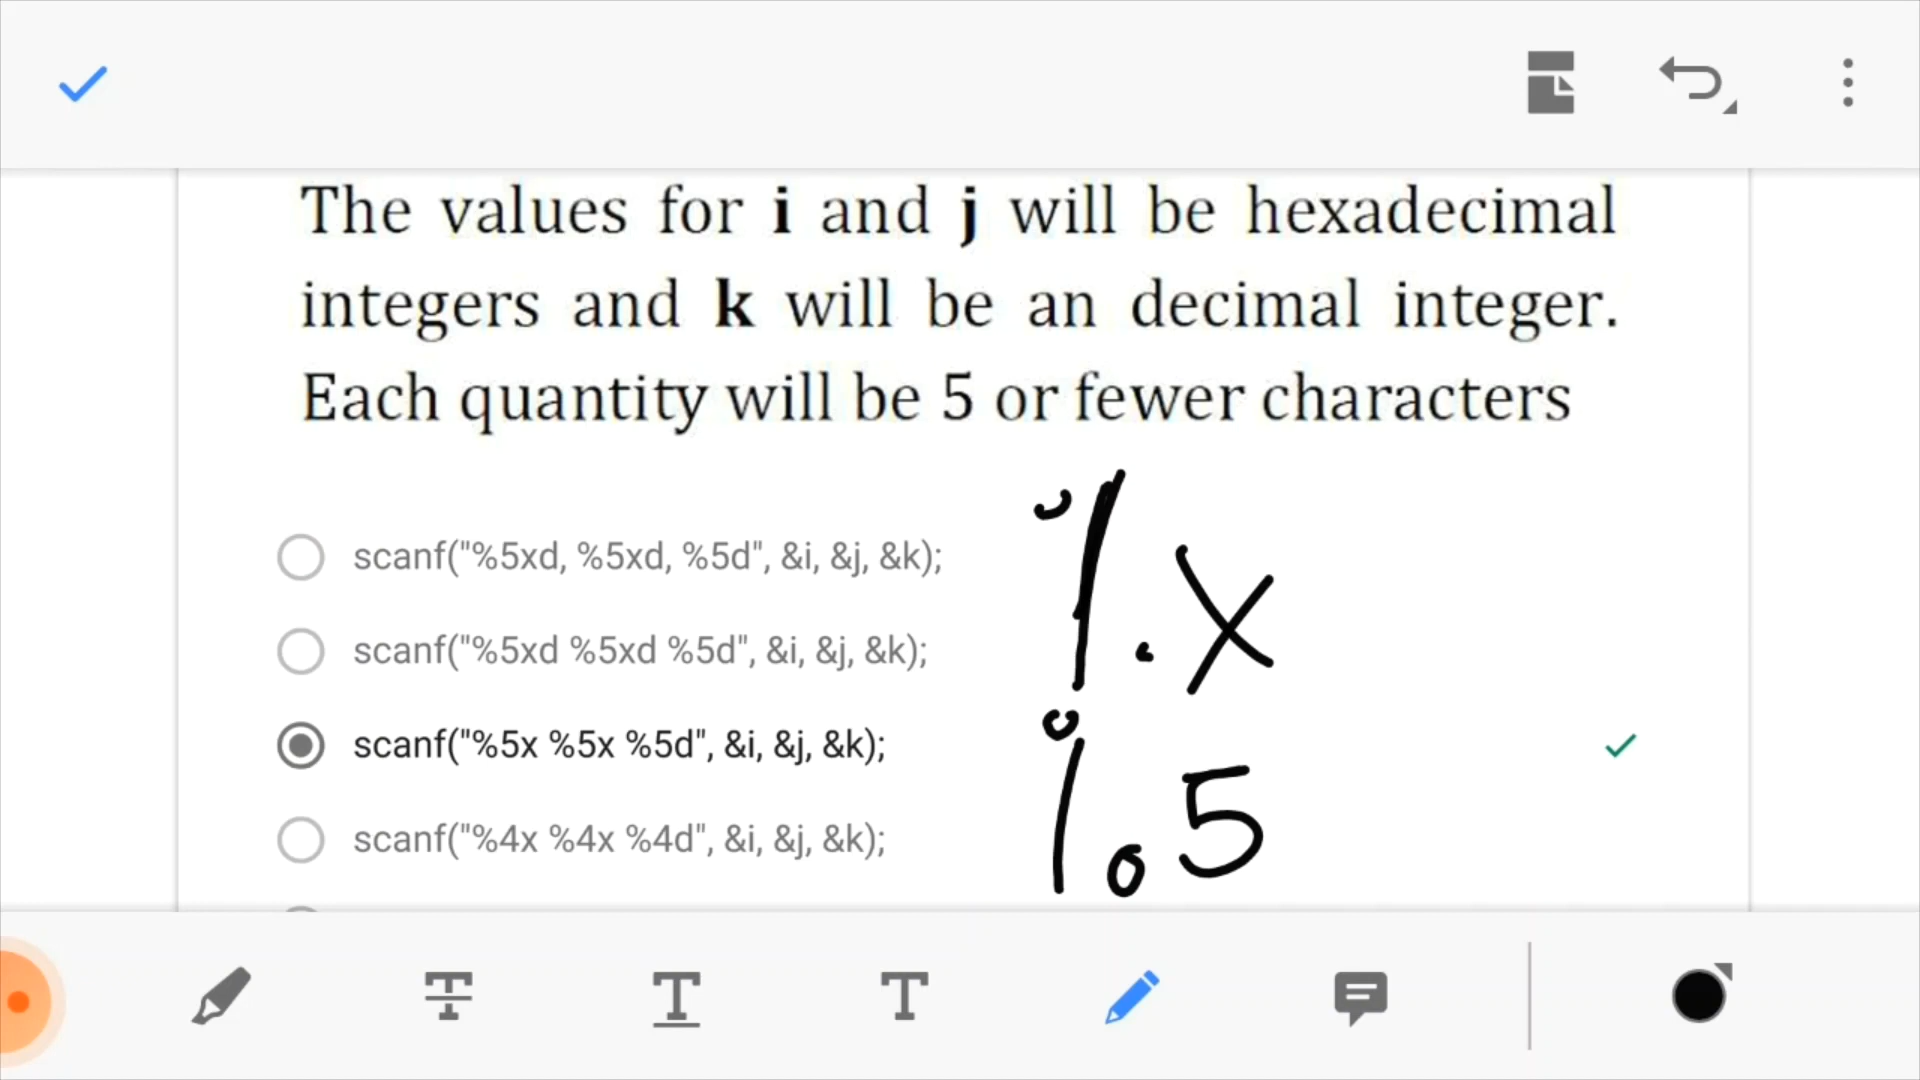 The values for i and j will be hexadecimal
integers and k will be an decimal integer.
Each quantity will be 5 or fewer characters
scanf("%5xd, %5xd, %5d", &i, &j, &k);
scanf("%5xd %5xd %5d", &i, &j, &k);
scanf("%5x %5x %5d", &i, &j, &k);
scanf("%4x %4x %4d", &i, &j, &k);
% x
% 5